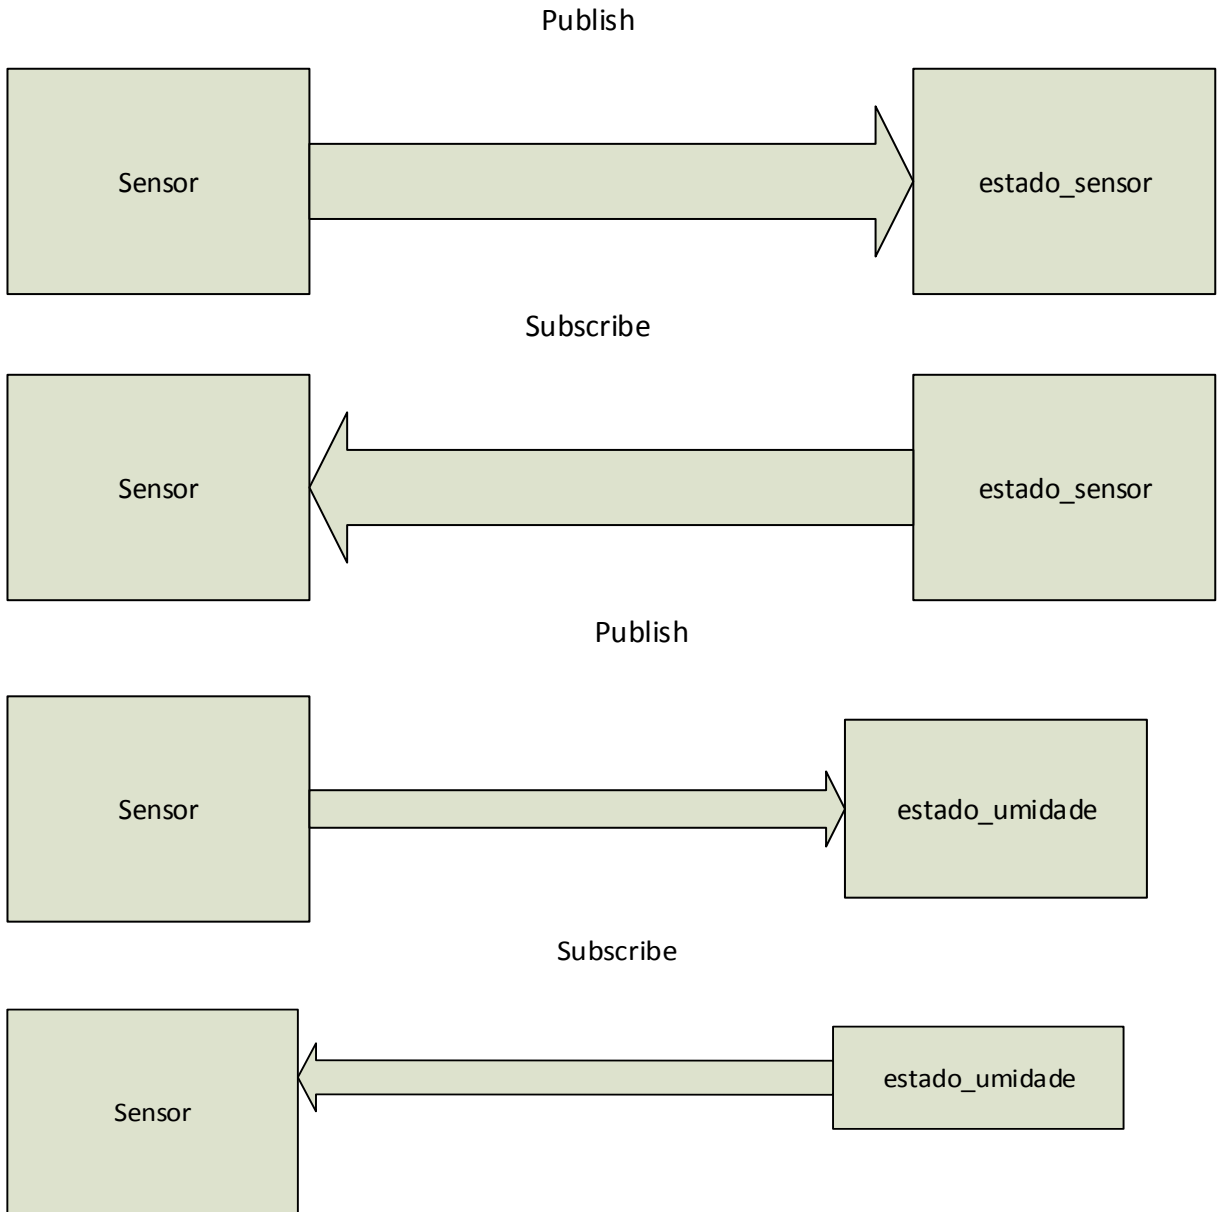 Publish
Sensor
estado_sensor
Subscribe
Sensor
estado_sensor
Publish
Sensor
estado_umidade
Subscribe
Sensor
estado_umidade